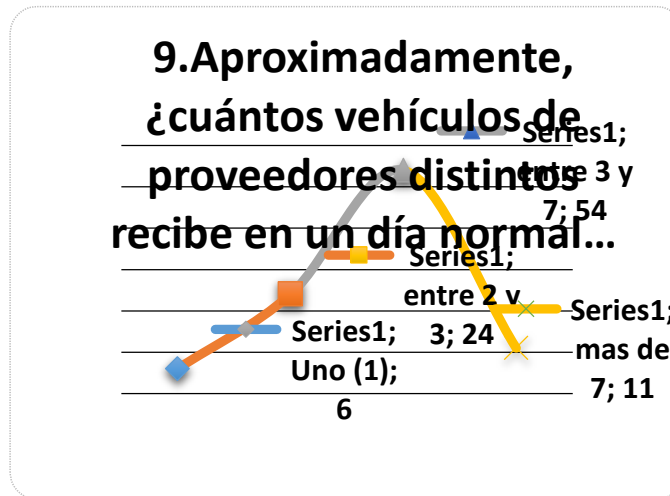 9.Aproximadamente,
¿cuántos vehículos de
proveedores distintos
recibe en un día normal...
Series1;
entre 3 y
7; 54
Series1;
entre 2 y
3; 24
Series1;
Uno (1);
6
Series1;
mas de
7; 11